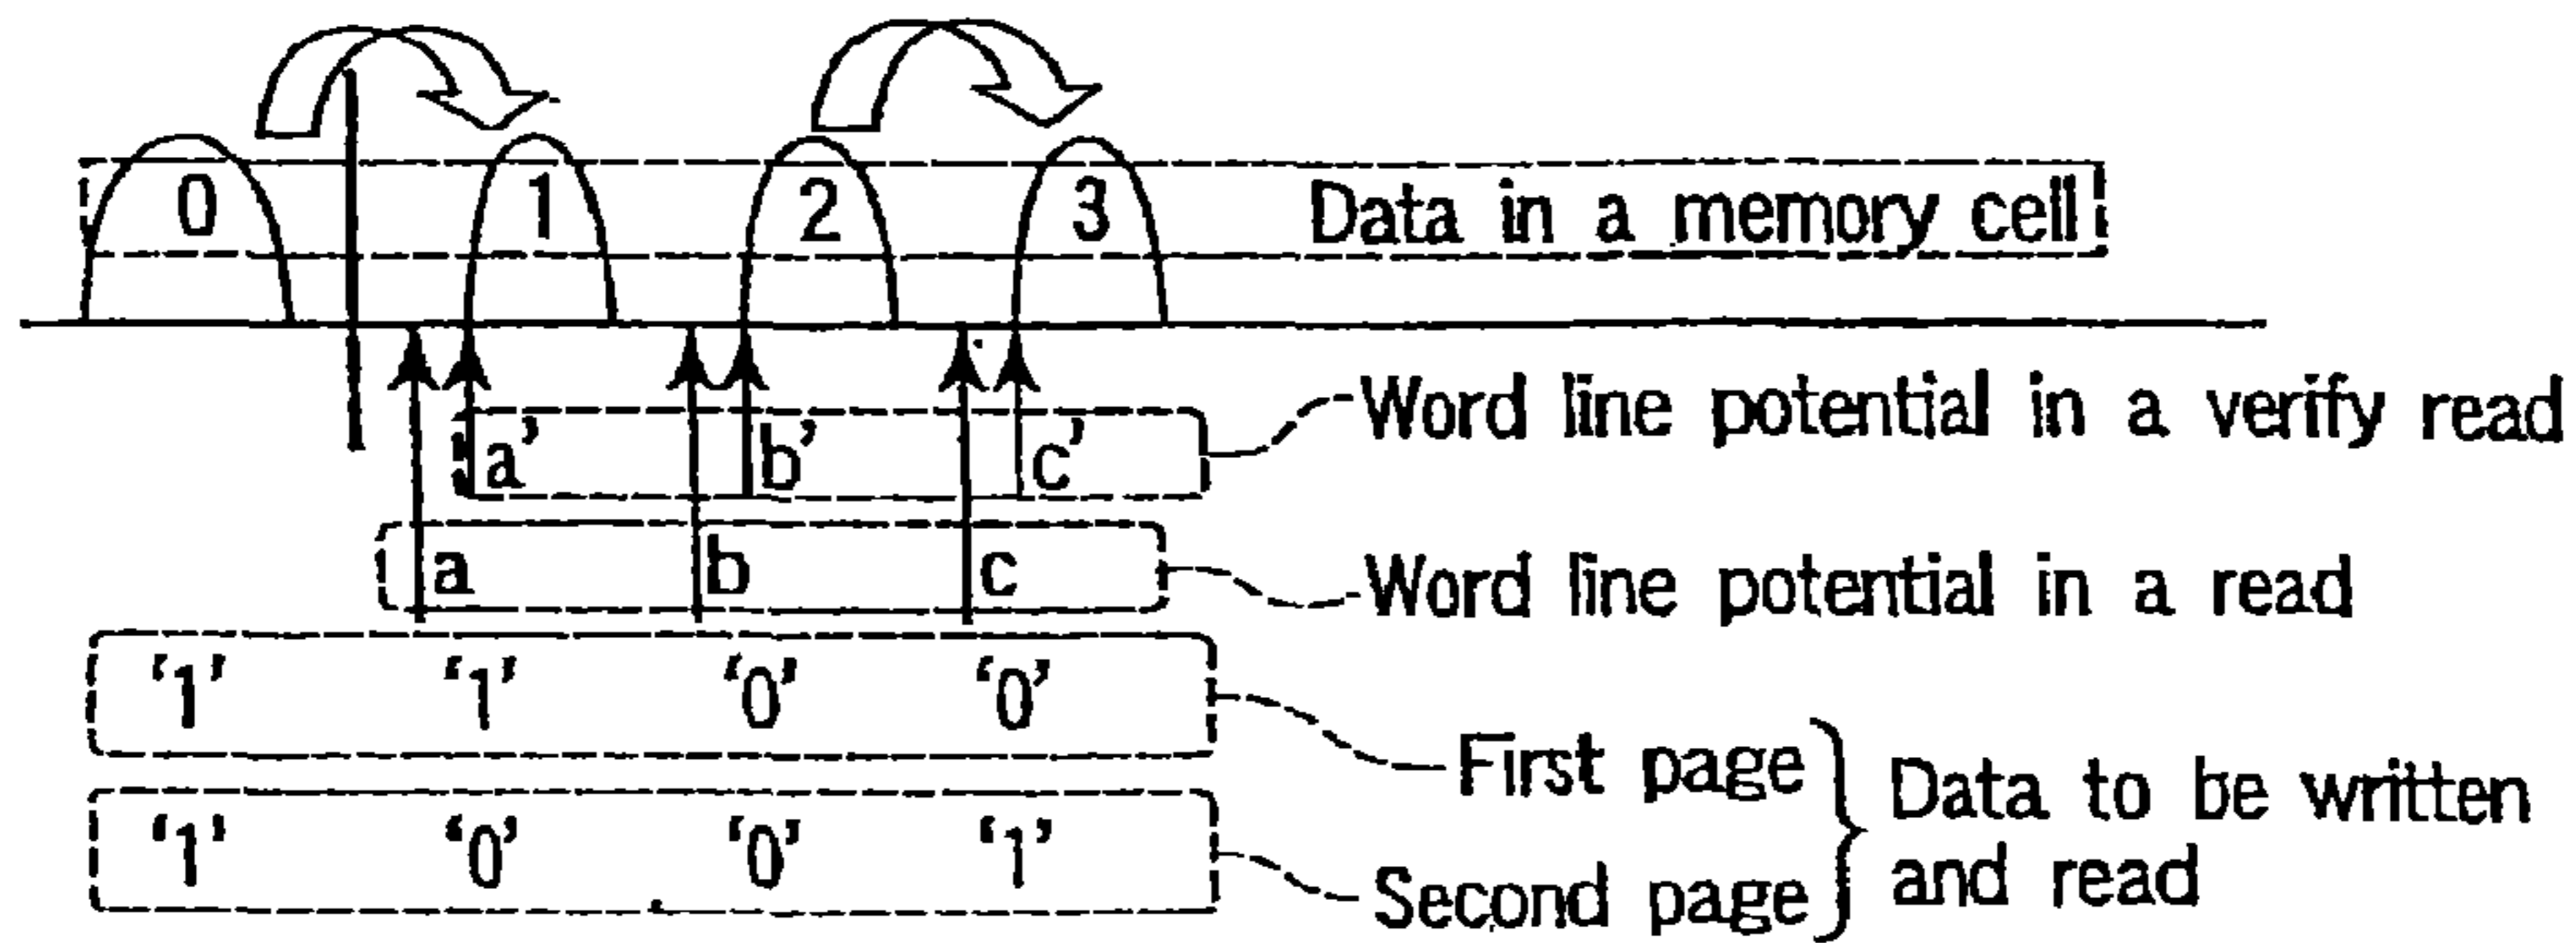 0 1 2 3 Data in a memory cell
Word line potential in a verify read
a' b' c'
a b c Word line potential in a read
‘1’ ‘1’ ‘0’ ‘0’
First page
Data to be written
and read
‘1’ ‘0’ ‘0’ ‘1’
Second page